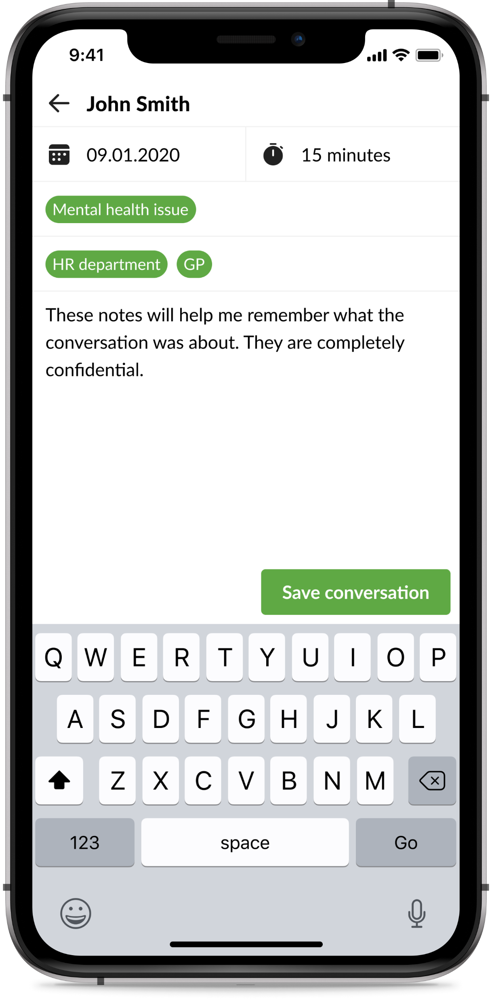 9:41
John Smith
09.01.2020
15 minutes
Mental health issue
HR department GP
These notes will help me remember what the
conversation was about. They are completely
confidential.
Save conversation
Q W E R T Y U I O P
A S D F G H J K L
Z X C V B N M
123 space Go